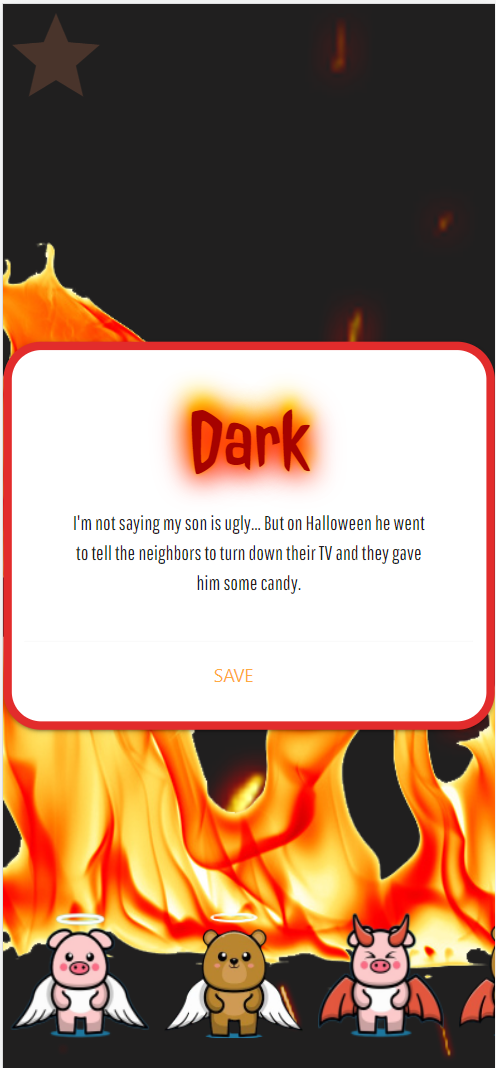 Dark
I'm not saying my son is ugly... But on Halloween he went
to tell the neighbors to turn down their TV and they gave
him some candy.
SAVE